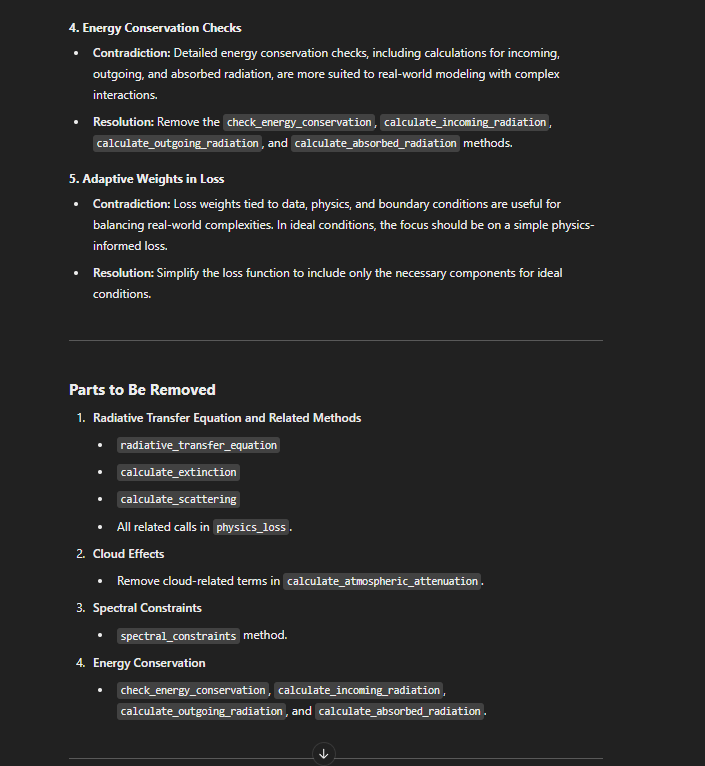 4. Energy Conservation Checks
• Contradiction: Detailed energy conservation checks, including calculations for incoming,
outgoing, and absorbed radiation, are more suited to real-world modeling with complex
interactions.
• Resolution: Remove the check_energy_conservation, calculate_incoming_radiation,
calculate_outgoing_radiation, and calculate_absorbed_radiation methods.
5. Adaptive Weights in Loss
• Contradiction: Loss weights tied to data, physics, and boundary conditions are useful for
balancing real-world complexities. In ideal conditions, the focus should be on a simple physics-
informed loss.
• Resolution: Simplify the loss function to include only the necessary components for ideal
conditions.
Parts to Be Removed
1. Radiative Transfer Equation and Related Methods
• radiative_transfer_equation
• calculate_extinction
• calculate_scattering
• All related calls in physics_loss.
2. Cloud Effects
• Remove cloud-related terms in calculate_atmospheric_attenuation.
3. Spectral Constraints
• spectral_constraints method.
4. Energy Conservation
• check_energy_conservation, calculate_incoming_radiation,
calculate_outgoing_radiation, and calculate_absorbed_radiation.